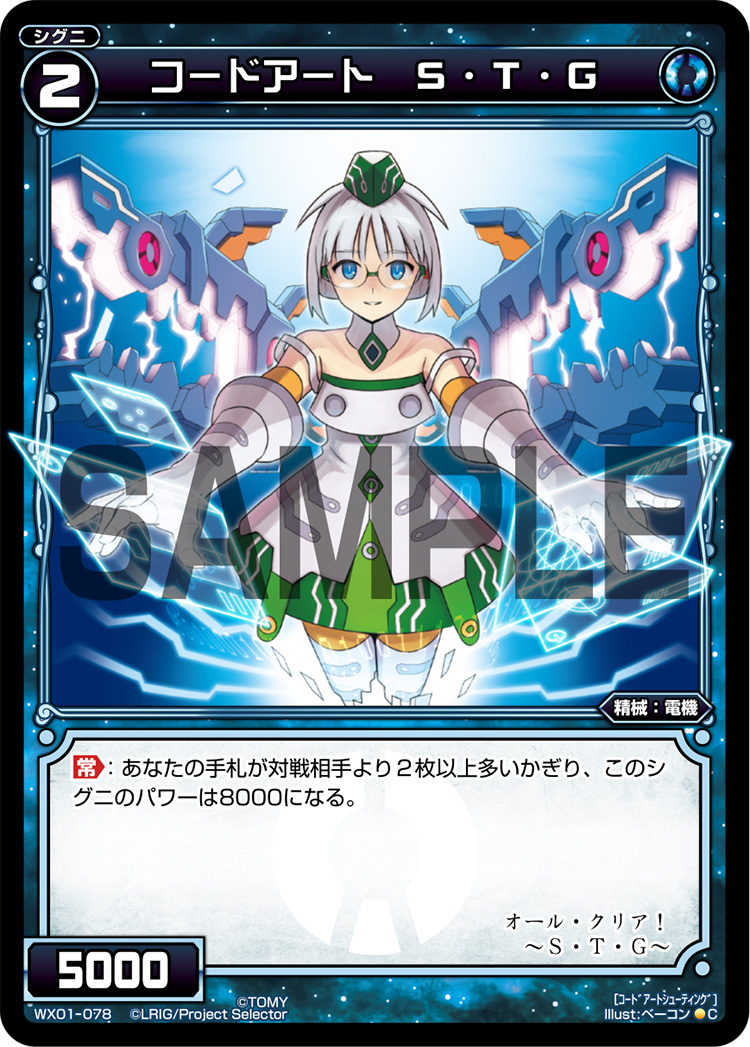 シグニ
2
コードアート　S・T・G
SAMPLE
精械：電機
常：あなたの手札が対戦相手より２枚以上多いかぎり、このシ
グニのパワーは8000になる。
オール・クリア！
～S・T・G～
5000
©TOMY
[ｺｰﾄﾞｱｰﾄｼｭｰﾃｨﾝｸﾞ]
WX01-078 ©LRIG/Project Selector
Illust:ベーコン C